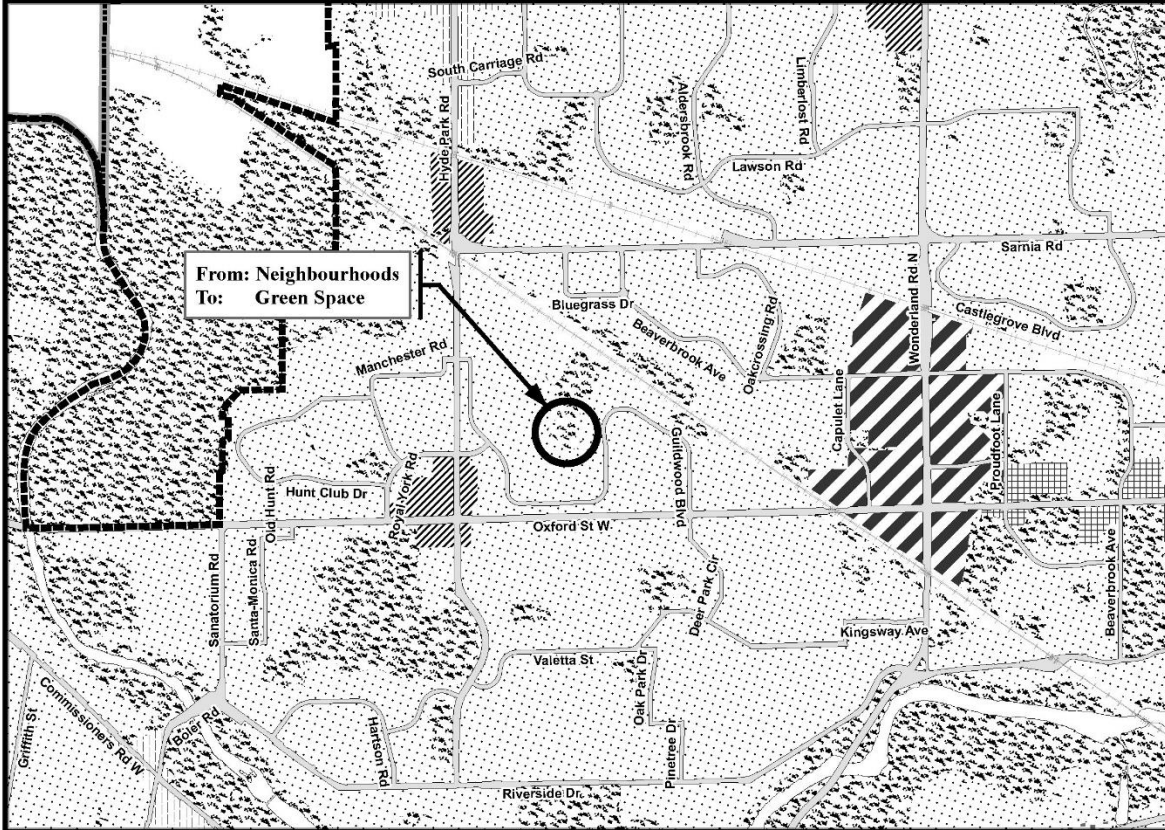 South Carriage Rd
Hyde Park Rd
Aldersbrook Rd
Limberlost Rd
Lawson Rd
Wonderland Rd N
Sarnia Rd
From: Neighbourhoods
To: Green Space
Bluegrass Dr
Beaverbrook Ave
Oakcrossing Rd
Castlegrove Blvd
Manchester Rd
Capulet Lane
Proudfoot Lane
Guildwood Blvd
Old Hunt Rd
Hunt Club Dr
Royal York Rd
Oxford St W
Sanatorium Rd
Santa-Monica Rd
Deer Park Cir
Beaverbrook Ave
Kingsway Ave
Valetta St
Oak Park Dr
Commissioners Rd W
Griffith St
Boler Rd
Hartson Rd
Pinetree Dr
Riverside Dr